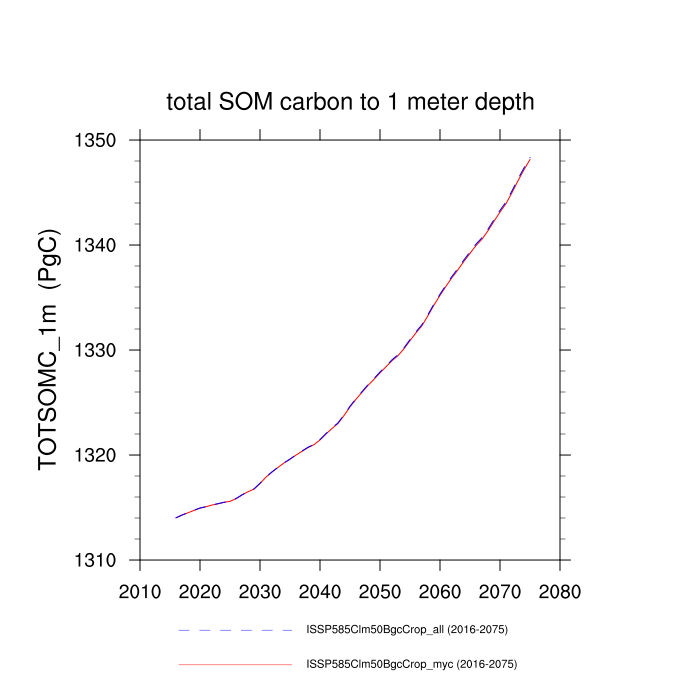 total SOM carbon to 1 meter depth
TOTSOMC_1m (PgC)
1350
1340
1330
1320
1310
2010 2020 2030 2040 2050 2060 2070 2080
ISSP585Clm50BgcCrop_all (2016-2075)
ISSP585Clm50BgcCrop_myc (2016-2075)